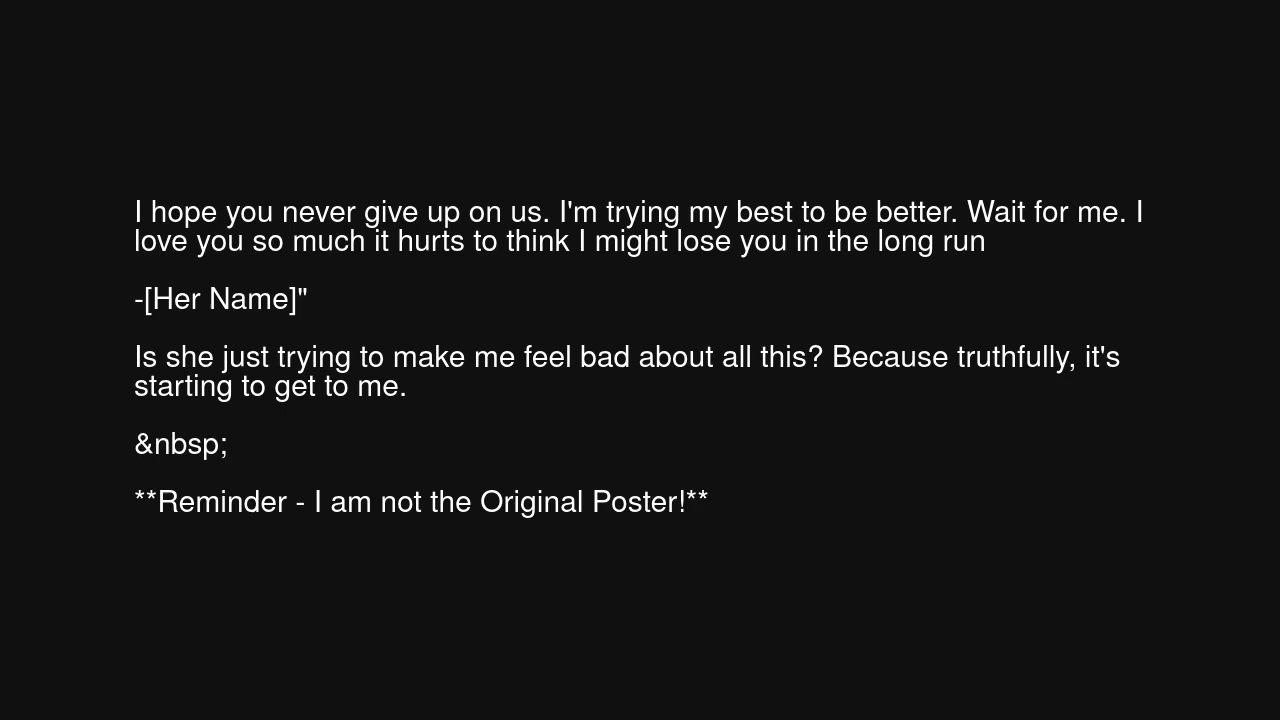 I hope you never give up on us. I'm trying my best to be better. Wait for me. I
love you so much it hurts to think I might lose you in the long run
-[Her Name]"
Is she just trying to make me feel bad about all this? Because truthfully, it's
starting to get to me.
&nbsp;
**Reminder - I am not the Original Poster!**